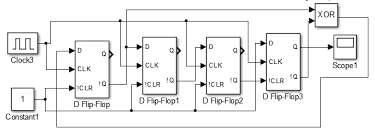 XOR
D Q
CLK
!CLR !Q
D Flip-Flop
D Q
CLK
!CLR !Q
D Flip-Flop1
D Q
CLK
!CLR !Q
D Flip-Flop2
D Q
CLK
!CLR !Q
D Flip-Flop3
Clock3
1
Constant1
Scope1